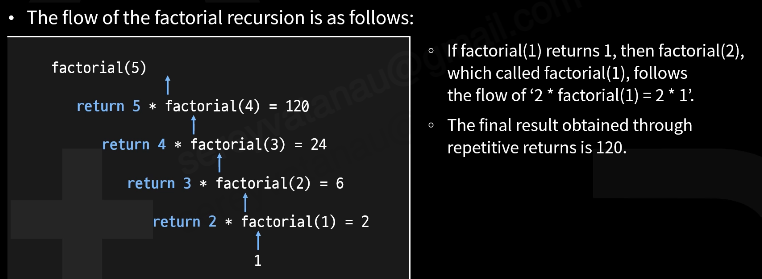 • The flow of the factorial recursion is as follows:
factorial(5)
return 5 * factorial(4) = 120
return 4 * factorial(3) = 24
return 3 * factorial(2) = 6
return 2 * factorial(1) = 2
1
◦ If factorial(1) returns 1, then factorial(2),
which called factorial(1), follows
the flow of ‘2 * factorial(1) = 2 * 1’.
◦ The final result obtained through
repetitive returns is 120.